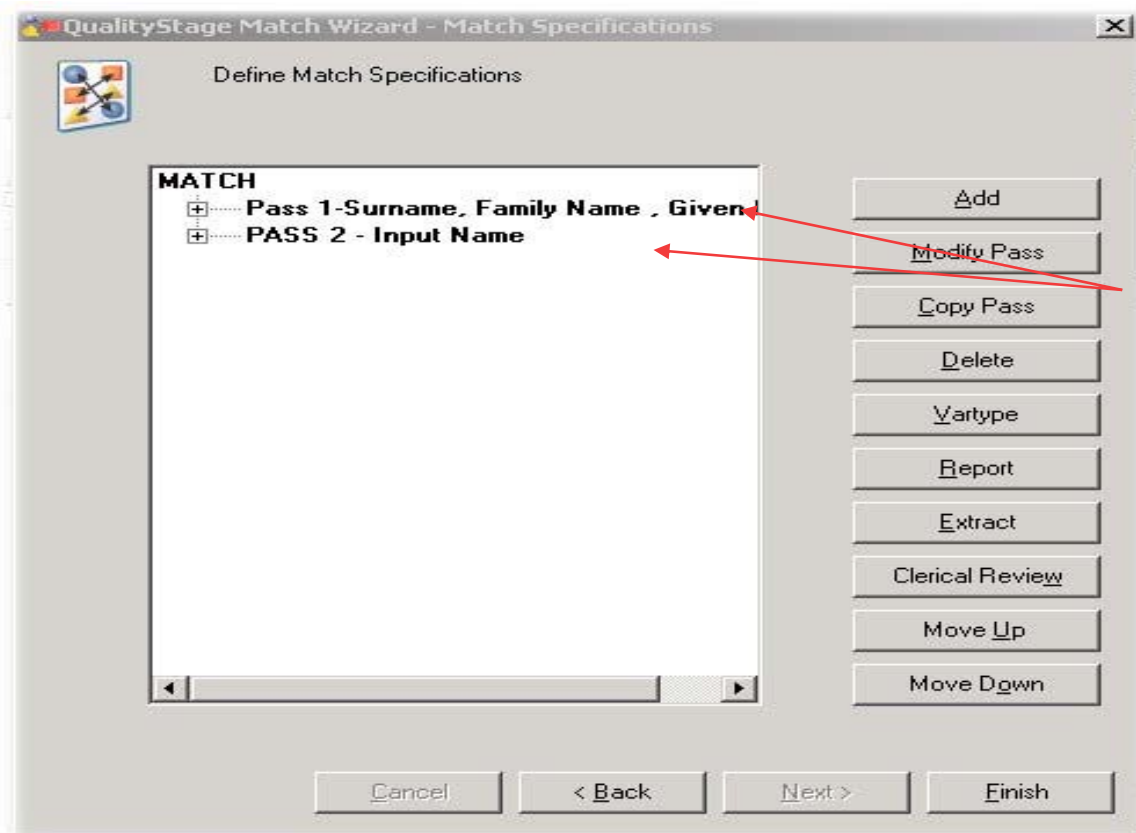 QualityStage Match Wizard - Match Specifications
Define Match Specifications
MATCH
Pass 1-Surname, Family Name , Given
PASS 2 - Input Name
Add
Modify Pass
Copy Pass
Delete
Vartype
Report
Extract
Clerical Review
Move Up
Move Down
Cancel
< Back
Next >
Finish